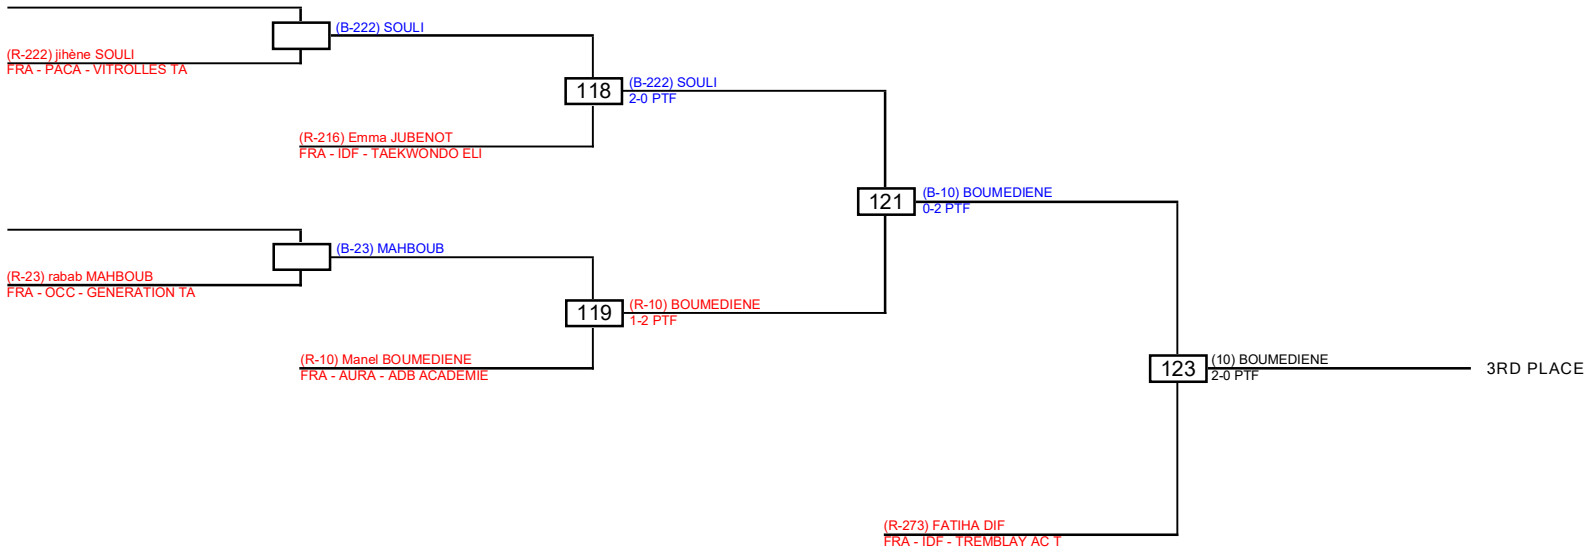 (B-222) SOULI
(R-222) jihène SOULI
FRA - PACA - VITROLLES TA
118
(B-222) SOULI
2-0 PTF
(R-216) Emma JUBENOT
FRA - IDF - TAEKWONDO ELI
121
(B-10) BOUMEDIENE
0-2 PTF
(B-23) MAHBOUB
(R-23) rabab MAHBOUB
FRA - OCC - GENERATION TA
119
(R-10) BOUMEDIENE
1-2 PTF
(R-10) Manel BOUMEDIENE
FRA - AURA - ADB ACADEMIE
123
(10) BOUMEDIENE
2-0 PTF
3RD PLACE
(R-273) FATIHA DIF
FRA - IDF - TREMBLAY AC T